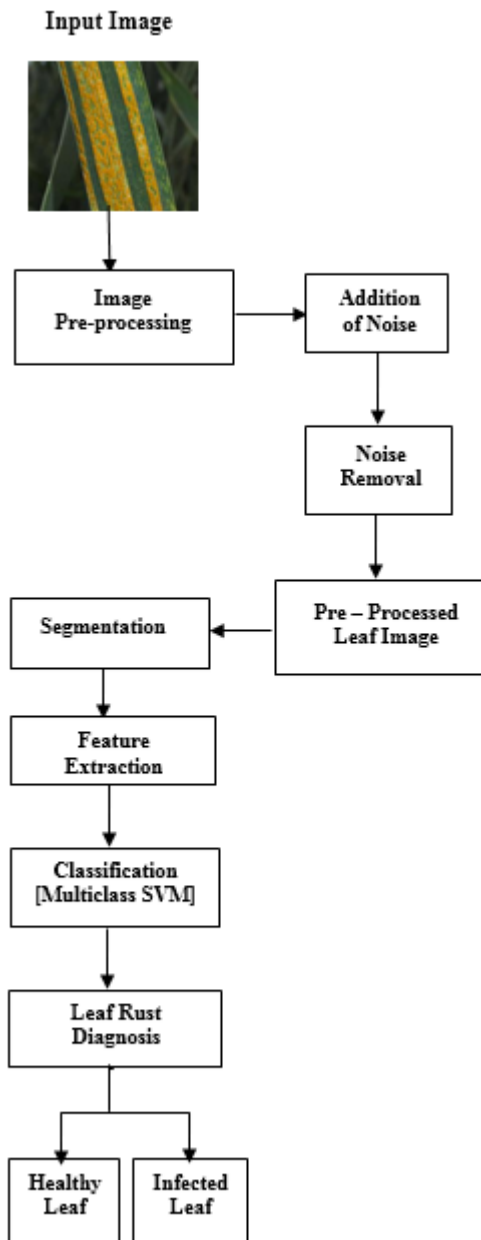 Input Image
Image
Pre-processing
Addition
of Noise
Noise
Removal
Pre – Processed
Leaf Image
Segmentation
Feature
Extraction
Classification
[Multiclass SVM]
Leaf Rust
Diagnosis
Healthy
Leaf
Infected
Leaf